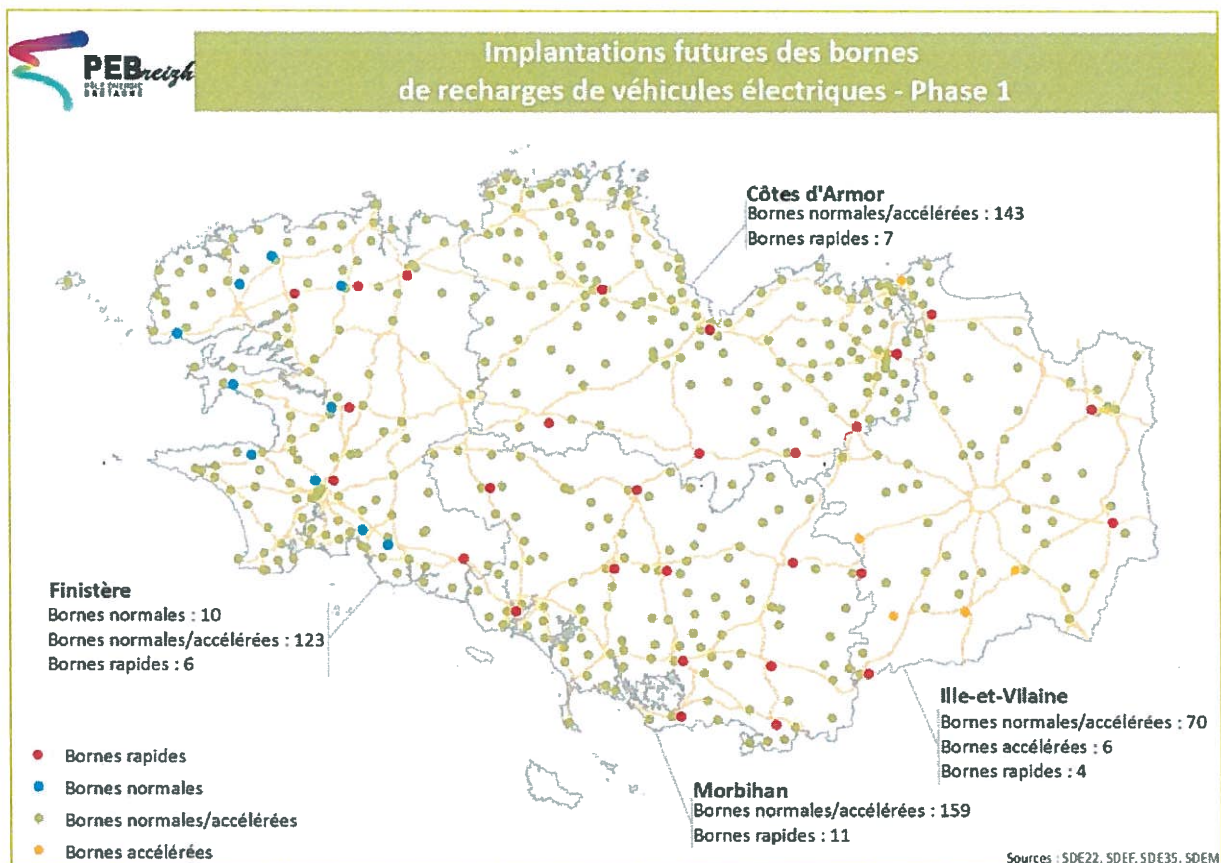 PEBreizh
PÔLE ÉNERGIE
BRETAGNE
Implantations futures des bornes
de recharges de véhicules électriques - Phase 1
Côtes d'Armor
Bornes normales/accélérées : 143
Bornes rapides : 7
Finistère
Bornes normales : 10
Bornes normales/accélérées : 123
Bornes rapides : 6
Ille-et-Vilaine
Bornes normales/accélérées : 70
Bornes accélérées : 6
Bornes rapides : 4
Morbihan
Bornes normales/accélérées : 159
Bornes rapides : 11
Bornes rapides
Bornes normales
Bornes normales/accélérées
Bornes accélérées
Sources : SDE22, SDEF, SDE35, SDEM